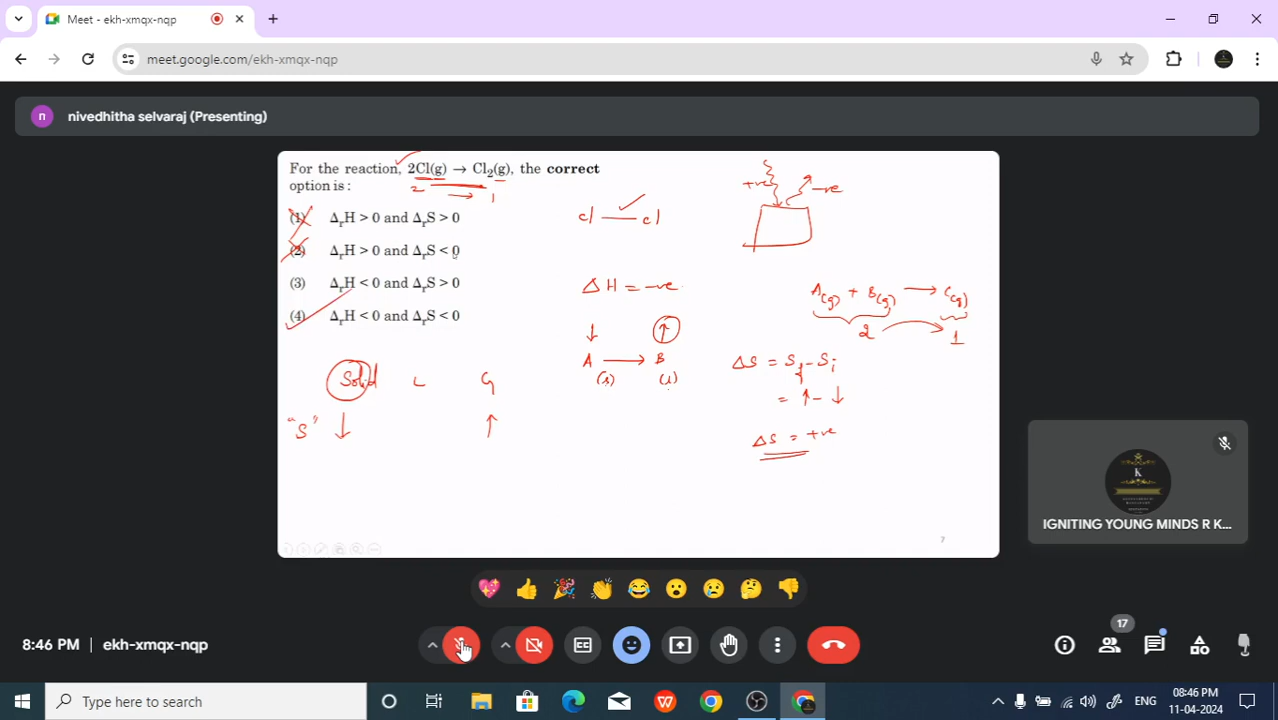 Meet - ekh-xmqx-nqp
meet.google.com/ekh-xmqx-nqp
n nivedhitha selvaraj (Presenting)
For the reaction, 2Cl(g) → Cl₂(g), the correct
option is :
2 1
(1) ΔᵣH > 0 and ΔᵣS > 0
(2) ΔᵣH > 0 and ΔᵣS < 0
(3) ΔᵣH < 0 and ΔᵣS > 0
(4) ΔᵣH < 0 and ΔᵣS < 0
Solid L G
"S" ↓ ↑
cl — cl
ΔH = -ve
↓ ↑
A → B
(s) (l)
+ve -ve
A(g) + B(g) → C(g)
2 1
ΔS = Sf - Si
= ↑ - ↓
ΔS = +ve
7
K
IGNITING YOUNG MINDS R K...
8:46 PM | ekh-xmqx-nqp
17
Type here to search
ENG
08:46 PM
11-04-2024